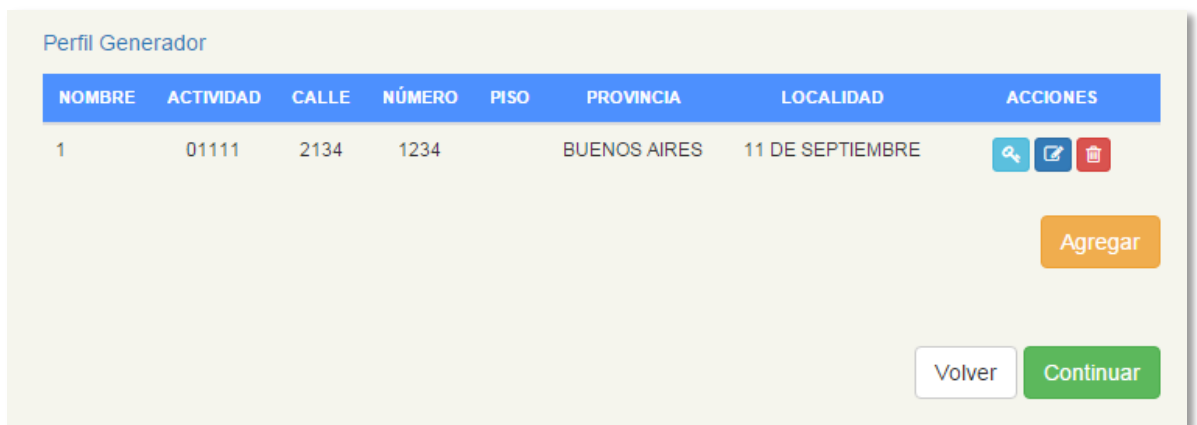 Perfil Generador
NOMBRE ACTIVIDAD CALLE NÚMERO PISO PROVINCIA LOCALIDAD ACCIONES
1 01111 2134 1234 BUENOS AIRES 11 DE SEPTIEMBRE
Agregar
Volver Continuar